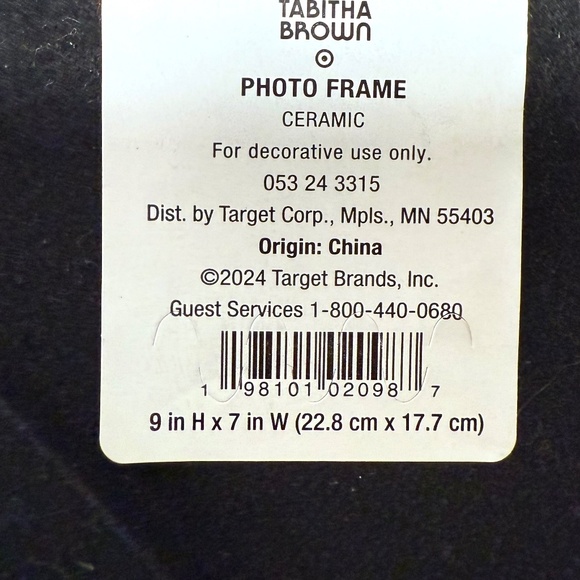 TABITHA
BROWN
PHOTO FRAME
CERAMIC
For decorative use only.
053 24 3315
Dist. by Target Corp., Mpls., MN 55403
Origin: China
©2024 Target Brands, Inc.
Guest Services 1-800-440-0680
1 98101 02098 7
9 in H x 7 in W (22.8 cm x 17.7 cm)